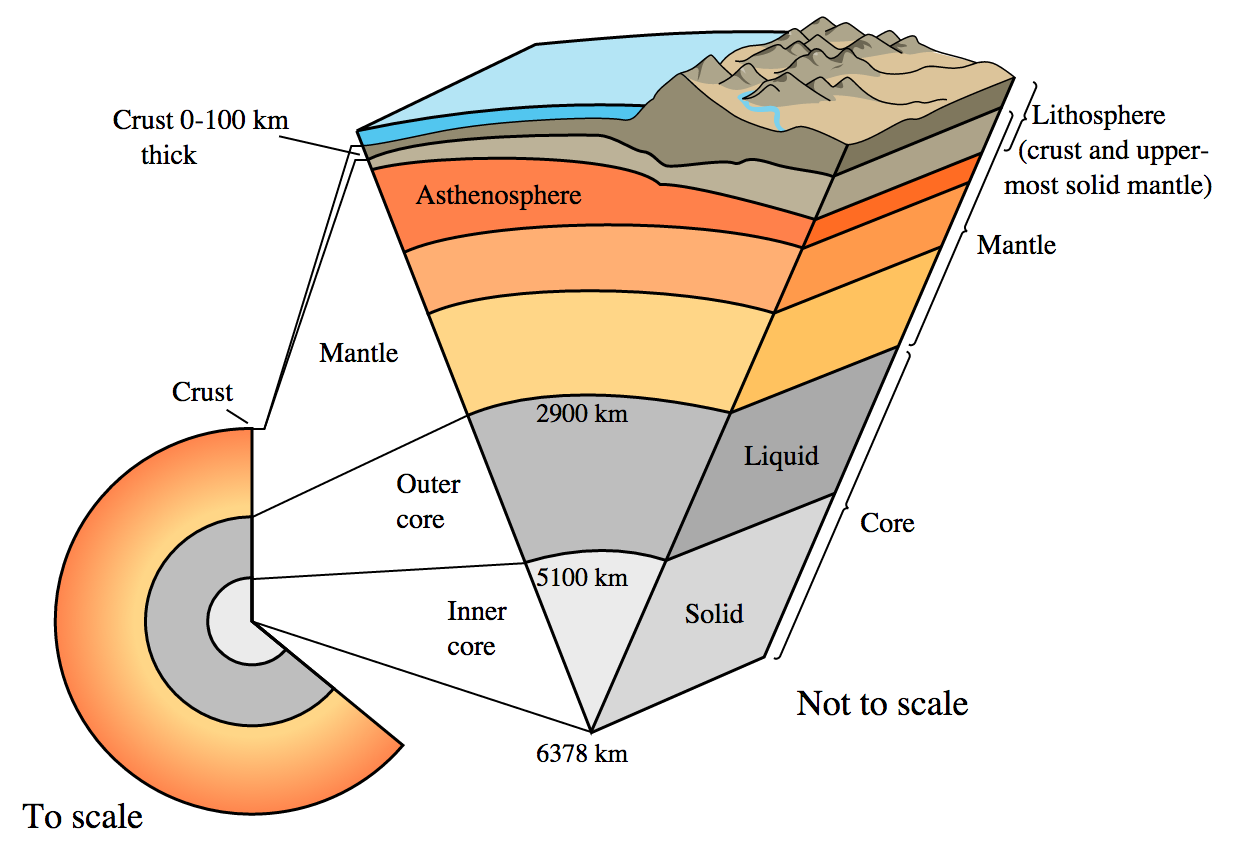 Crust 0-100 km
thick
Lithosphere
(crust and upper-
most solid mantle)
Asthenosphere
Mantle
Mantle
Crust
2900 km
Liquid
Outer
core
Core
5100 km
Inner
core
Solid
Not to scale
6378 km
To scale